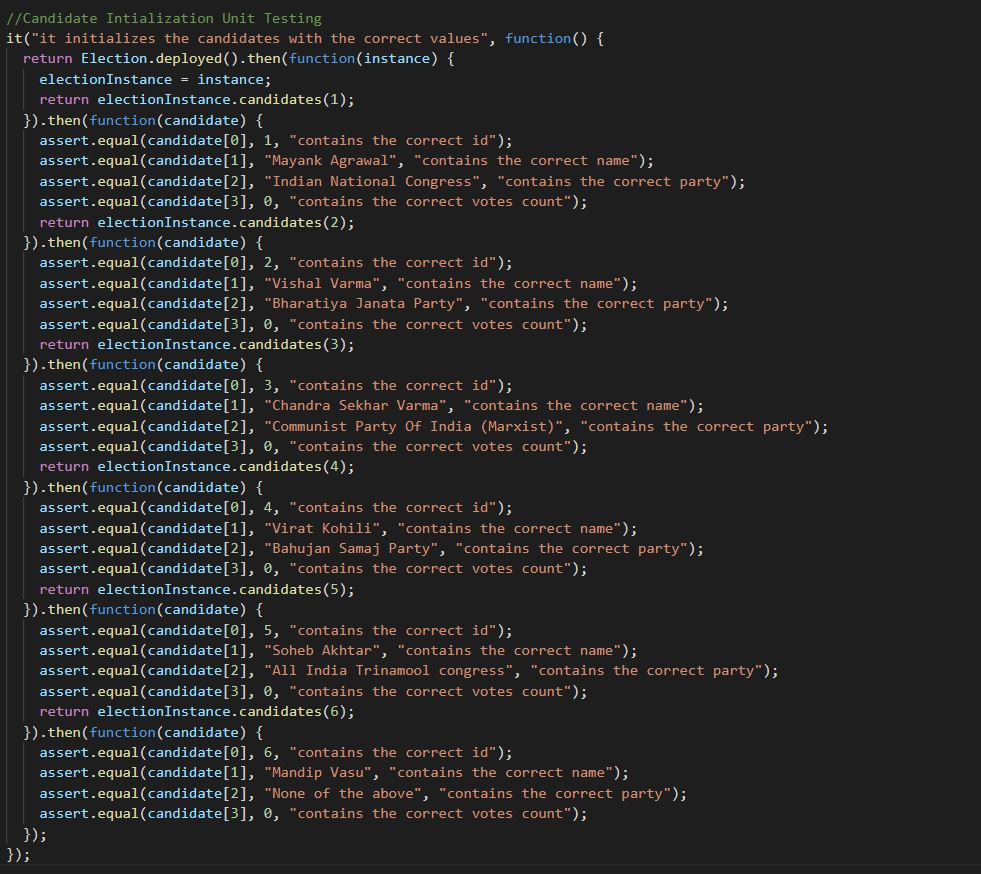 //Candidate Intialization Unit Testing
it("it initializes the candidates with the correct values", function() {
  return Election.deployed().then(function(instance) {
    electionInstance = instance;
    return electionInstance.candidates(1);
  }).then(function(candidate) {
    assert.equal(candidate[0], 1, "contains the correct id");
    assert.equal(candidate[1], "Mayank Agrawal", "contains the correct name");
    assert.equal(candidate[2], "Indian National Congress", "contains the correct party");
    assert.equal(candidate[3], 0, "contains the correct votes count");
    return electionInstance.candidates(2);
  }).then(function(candidate) {
    assert.equal(candidate[0], 2, "contains the correct id");
    assert.equal(candidate[1], "Vishal Varma", "contains the correct name");
    assert.equal(candidate[2], "Bharatiya Janata Party", "contains the correct party");
    assert.equal(candidate[3], 0, "contains the correct votes count");
    return electionInstance.candidates(3);
  }).then(function(candidate) {
    assert.equal(candidate[0], 3, "contains the correct id");
    assert.equal(candidate[1], "Chandra Sekhar Varma", "contains the correct name");
    assert.equal(candidate[2], "Communist Party Of India (Marxist)", "contains the correct party");
    assert.equal(candidate[3], 0, "contains the correct votes count");
    return electionInstance.candidates(4);
  }).then(function(candidate) {
    assert.equal(candidate[0], 4, "contains the correct id");
    assert.equal(candidate[1], "Virat Kohili", "contains the correct name");
    assert.equal(candidate[2], "Bahujan Samaj Party", "contains the correct party");
    assert.equal(candidate[3], 0, "contains the correct votes count");
    return electionInstance.candidates(5);
  }).then(function(candidate) {
    assert.equal(candidate[0], 5, "contains the correct id");
    assert.equal(candidate[1], "Soheb Akhtar", "contains the correct name");
    assert.equal(candidate[2], "All India Trinamool congress", "contains the correct party");
    assert.equal(candidate[3], 0, "contains the correct votes count");
    return electionInstance.candidates(6);
  }).then(function(candidate) {
    assert.equal(candidate[0], 6, "contains the correct id");
    assert.equal(candidate[1], "Mandip Vasu", "contains the correct name");
    assert.equal(candidate[2], "None of the above", "contains the correct party");
    assert.equal(candidate[3], 0, "contains the correct votes count");
  });
});